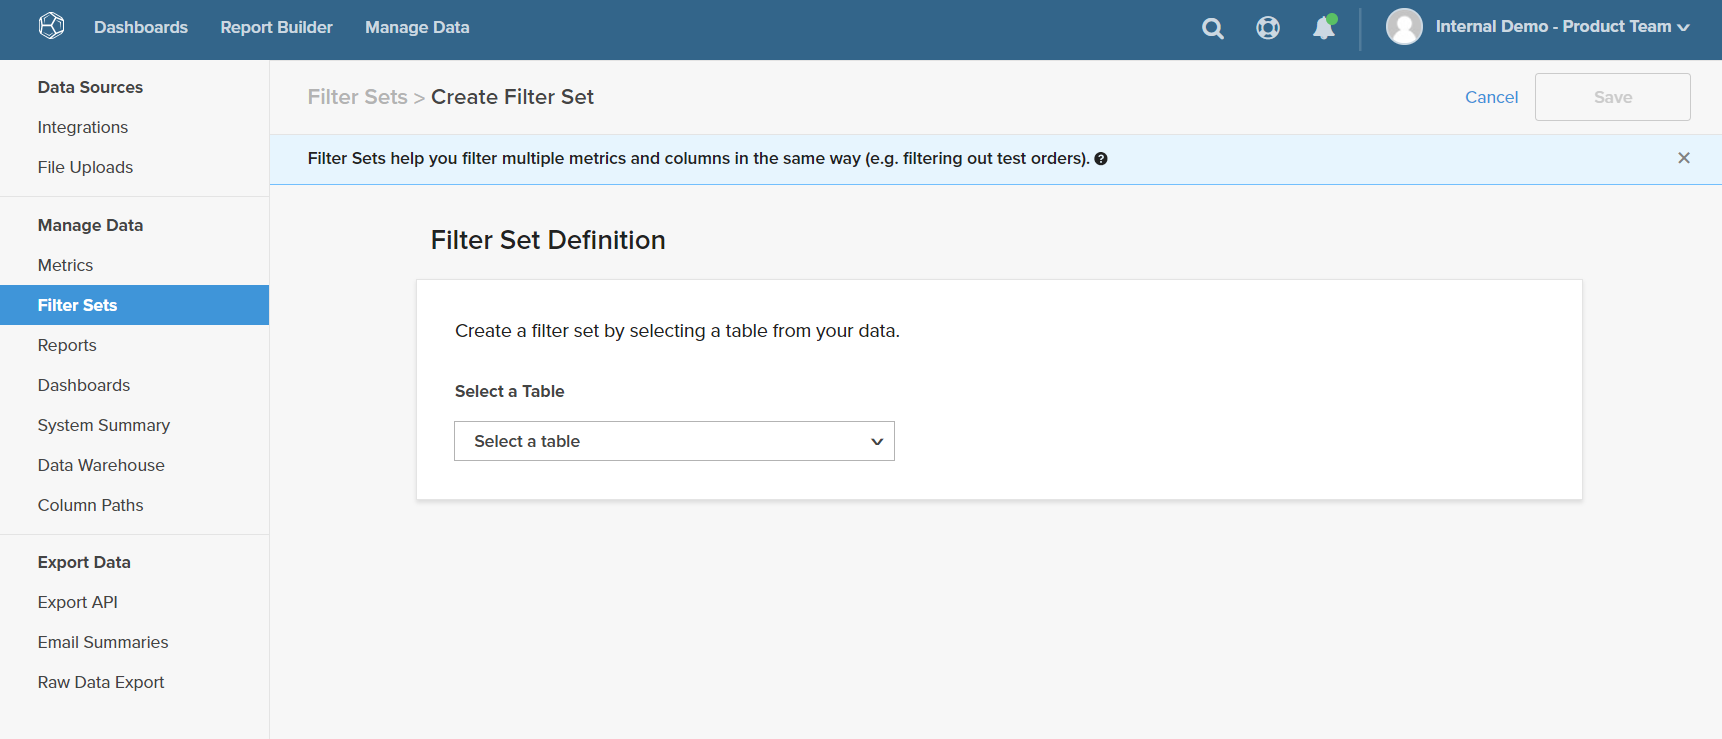 Dashboards Report Builder Manage Data Internal Demo - Product Team
Data Sources
Integrations
File Uploads
Manage Data
Metrics
Filter Sets
Reports
Dashboards
System Summary
Data Warehouse
Column Paths
Export Data
Export API
Email Summaries
Raw Data Export
Filter Sets > Create Filter Set Cancel Save
Filter Sets help you filter multiple metrics and columns in the same way (e.g. filtering out test orders). ?
Filter Set Definition
Create a filter set by selecting a table from your data.
Select a Table
Select a table